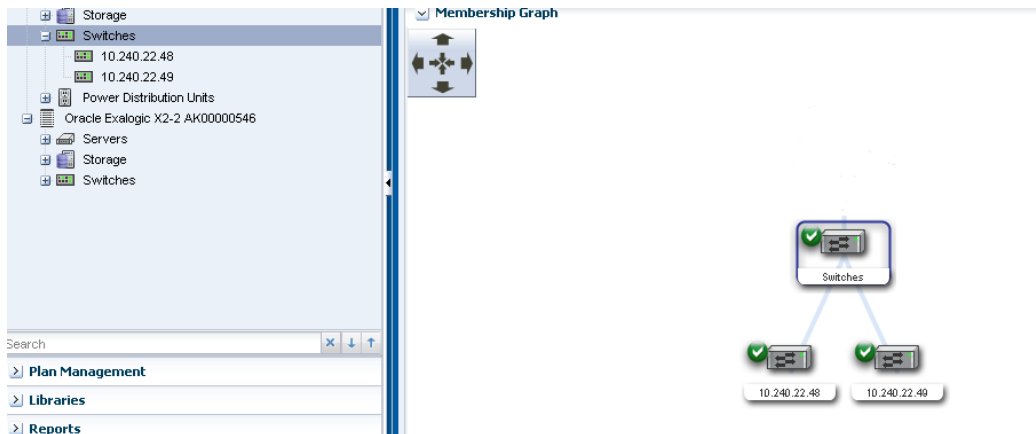 Storage
Switches
10.240.22.48
10.240.22.49
Power Distribution Units
Oracle Exalogic X2-2 AK00000546
Servers
Storage
Switches
Search
Plan Management
Libraries
Reports
Membership Graph
Switches
10.240.22.48
10.240.22.49